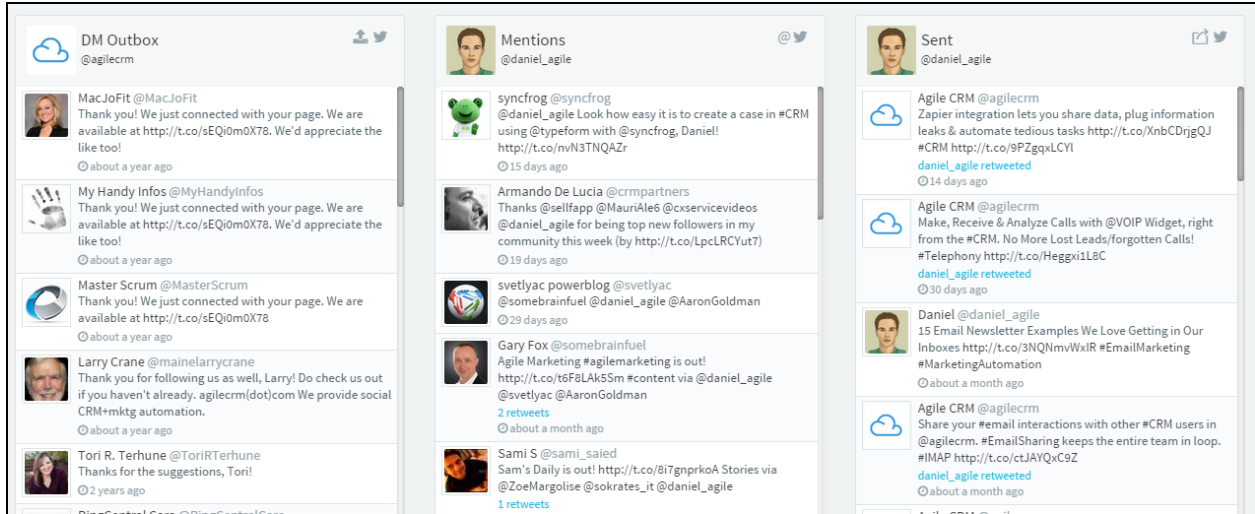 DM Outbox
@agilecrm
MacJoFit @MacJoFit
Thank you! We just connected with your page. We are
available at http://t.co/sEQi0m0X78. We'd appreciate the
like too!
about a year ago
My Handy Infos @MyHandyInfos
Thank you! We just connected with your page. We are
available at http://t.co/sEQi0m0X78. We'd appreciate the
like too!
about a year ago
Master Scrum @MasterScrum
Thank you! We just connected with your page. We are
available at http://t.co/sEQi0m0X78
about a year ago
Larry Crane @mainelarrycrane
Thank you for following us as well, Larry! Do check us out
if you haven't already. agilecrm(dot)com We provide social
CRM+mktg automation.
about a year ago
Tori R. Terhune @ToriRTerhune
Thanks for the suggestions, Tori!
2 years ago
Mentions
@daniel_agile
syncfrog @syncfrog
@daniel_agile Look how easy it is to create a case in #CRM
using @typeform with @syncfrog, Daniel!
http://t.co/nvN3TNQAZr
15 days ago
Armando De Lucia @crmpartners
Thanks @sellfapp @MauriAle6 @cxservicevideos
@daniel_agile for being top new followers in my
community this week (by http://t.co/LpcLRCYut7)
19 days ago
svetlyac powerblog @svetlyac
@somebrainfuel @daniel_agile @AaronGoldman
29 days ago
Gary Fox @somebrainfuel
Agile Marketing #agilemarketing is out!
http://t.co/t6F8LAk5Sm #content via @daniel_agile
@svetlyac @AaronGoldman
2 retweets
about a month ago
Sami S @sami_saied
Sam's Daily is out! http://t.co/8i7gnprkoA Stories via
@ZoeMargolise @sokrates_it @daniel_agile
1 retweets
Sent
@daniel_agile
Agile CRM @agilecrm
Zapier integration lets you share data, plug information
leaks & automate tedious tasks http://t.co/XnbCDrjgQJ
#CRM http://t.co/9PZgqxLCYl
daniel_agile retweeted
14 days ago
Agile CRM @agilecrm
Make, Receive & Analyze Calls with @VOIP Widget, right
from the #CRM. No More Lost Leads/forgotten Calls!
#Telephony http://t.co/Heggxi1L8C
daniel_agile retweeted
30 days ago
Daniel @daniel_agile
15 Email Newsletter Examples We Love Getting in Our
Inboxes http://t.co/3NQNmvWxIR #EmailMarketing
#MarketingAutomation
about a month ago
Agile CRM @agilecrm
Share your #email interactions with other #CRM users in
@agilecrm. #EmailSharing keeps the entire team in loop.
#IMAP http://t.co/ctJAYQxC9Z
daniel_agile retweeted
about a month ago